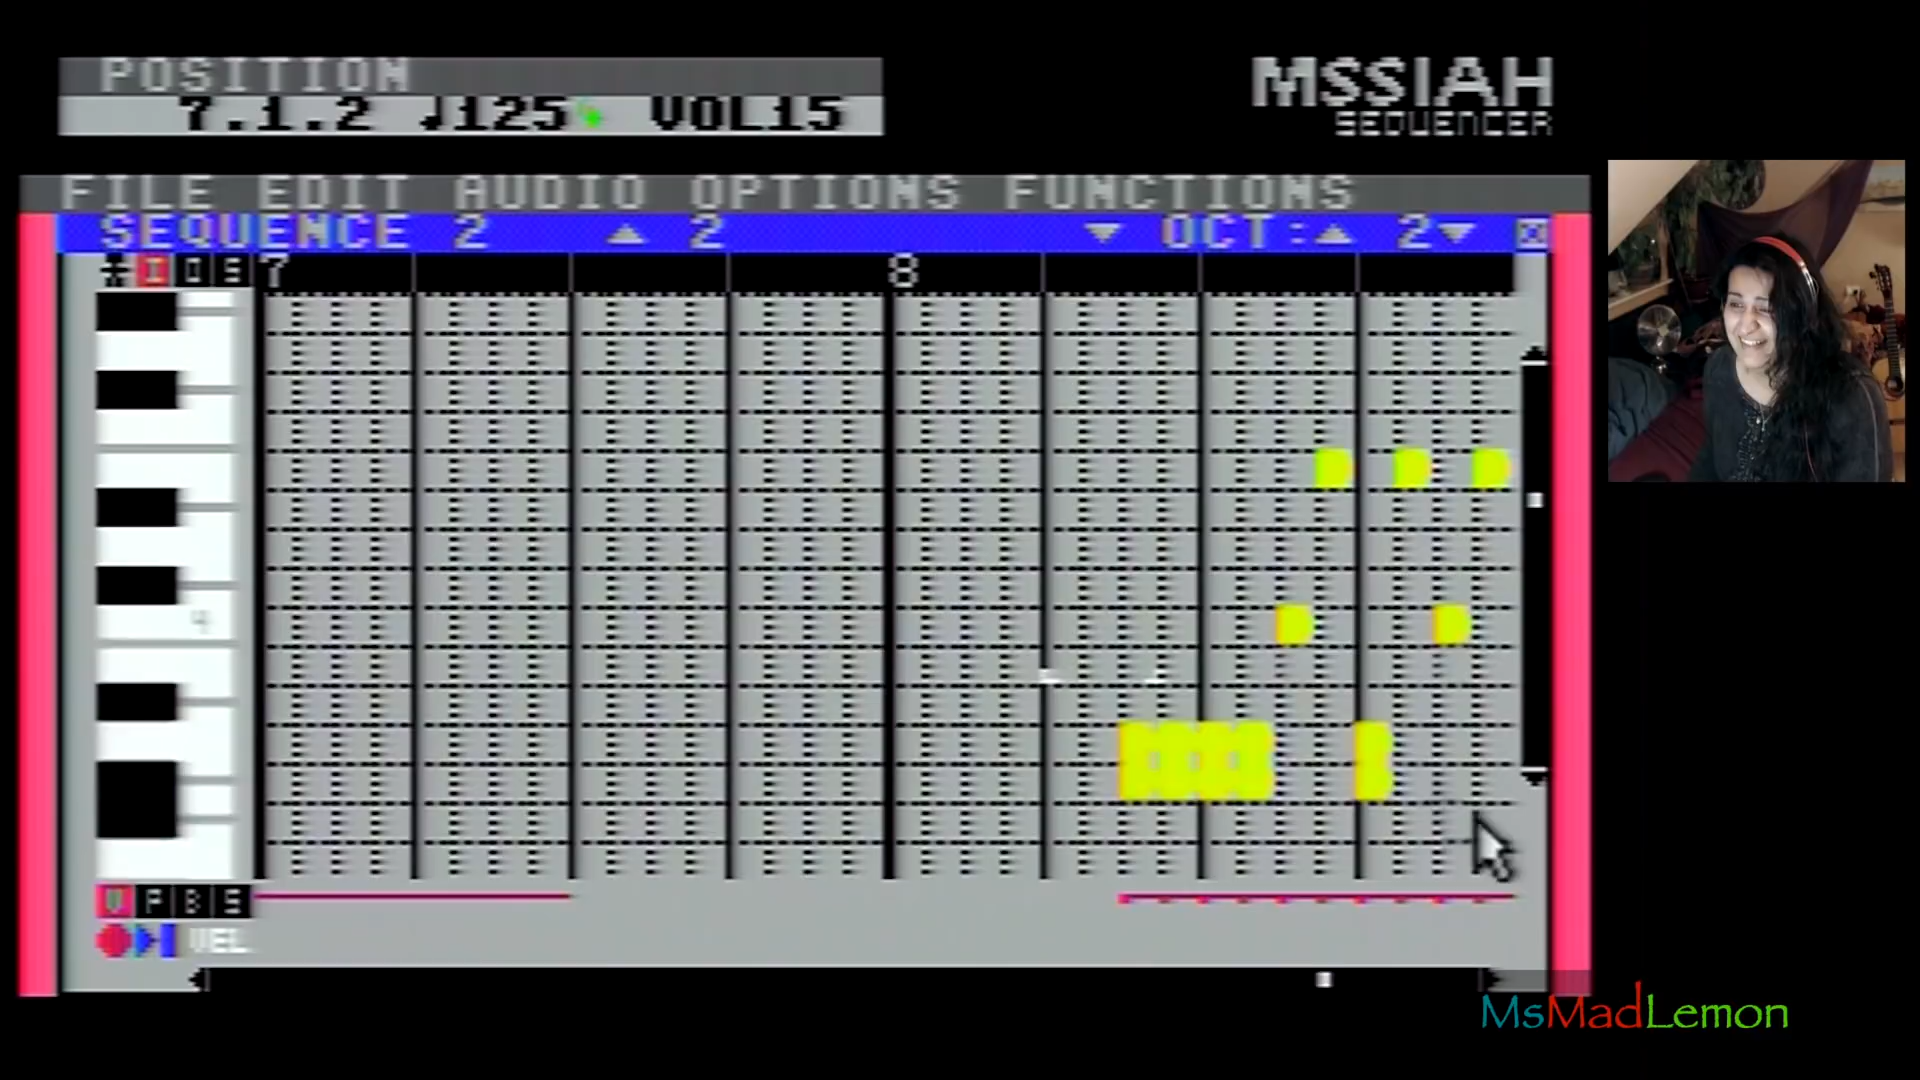 POSITION
7.1.2 ♩125 VOL15
MSSIAH
SEQUENCER
FILE EDIT AUDIO OPTIONS FUNCTIONS
SEQUENCE 2 ▲ 2 ▼ OCT:▲ 2▼
# I Q S 7 8
V P B S
VEL
MsMadLemon